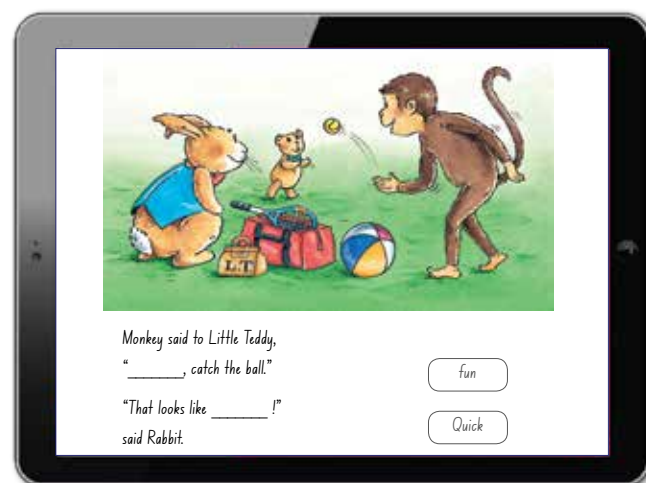 L.T
Monkey said to Little Teddy,
“_______, catch the ball.”
“That looks like _______ !”
said Rabbit.
fun
Quick